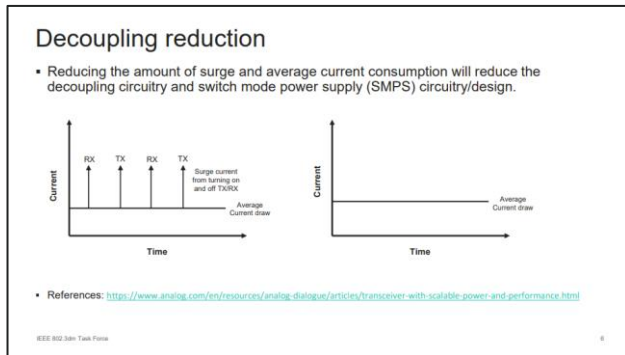 Decoupling reduction
▪ Reducing the amount of surge and average current consumption will reduce the
decoupling circuitry and switch mode power supply (SMPS) circuitry/design.
RX TX RX TX
Surge current
from turning on
and off TX/RX
Current
Average
Current draw
Time
Current
Average
Current draw
Time
▪ References: https://www.analog.com/en/resources/analog-dialogue/articles/transceiver-with-scalable-power-and-performance.html
IEEE 802.3dm Task Force
6